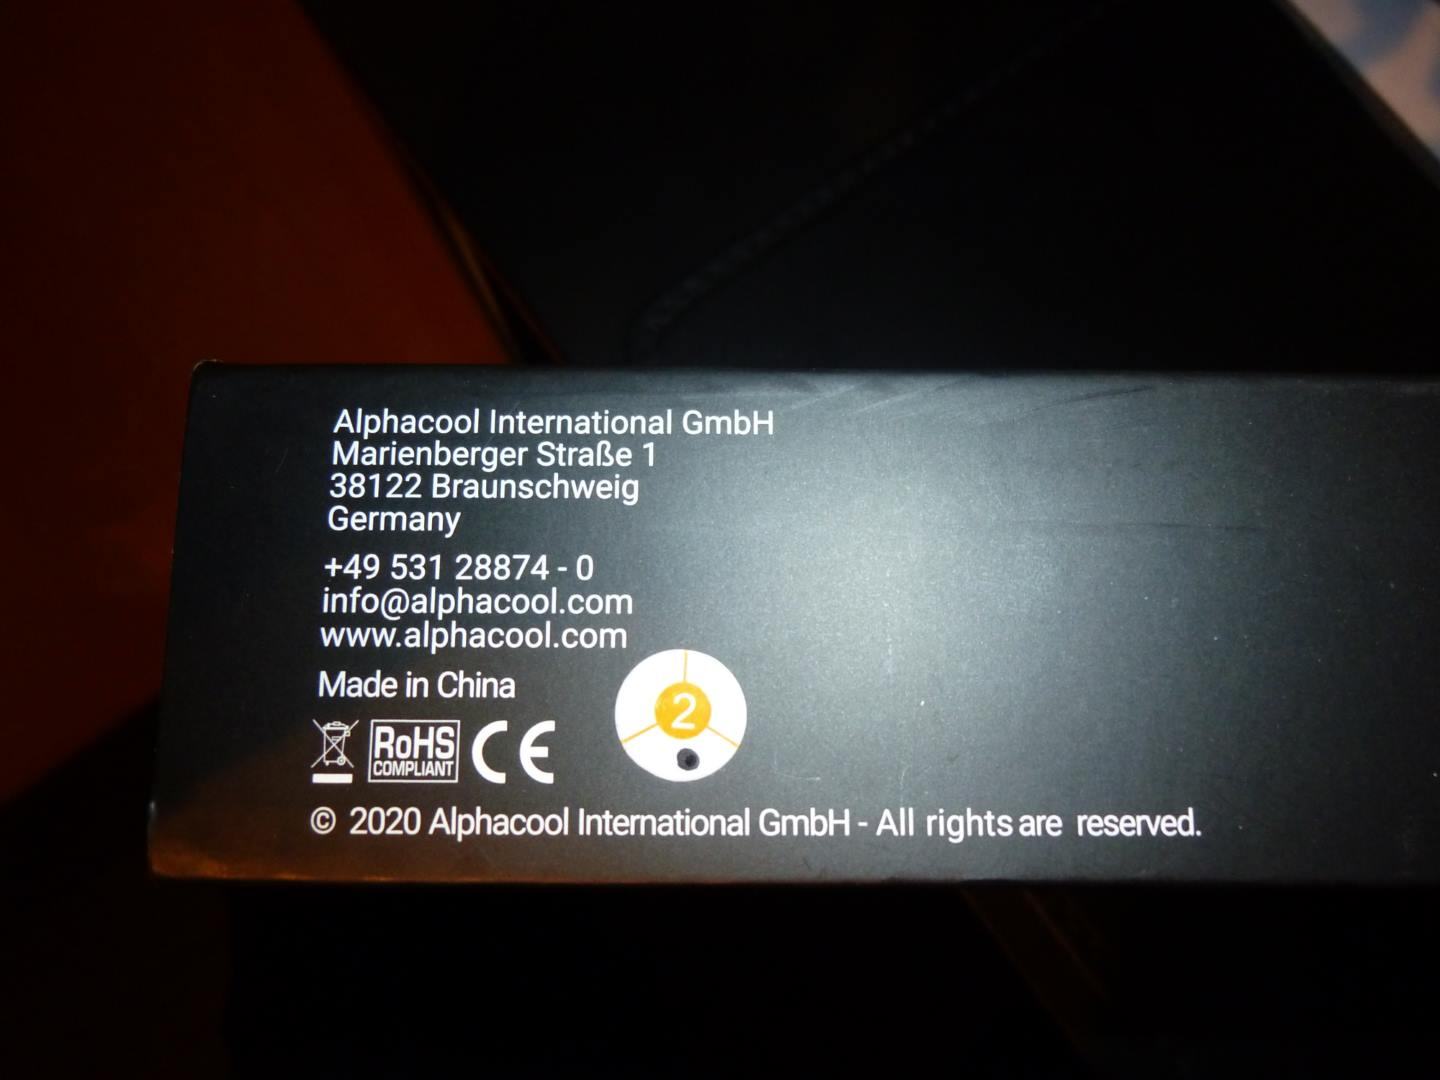 Alphacool International GmbH
Marienberger Straße 1
38122 Braunschweig
Germany
+49 531 28874 - 0
info@alphacool.com
www.alphacool.com
Made in China
2
RoHS
COMPLIANT
CE
© 2020 Alphacool International GmbH - All rights are reserved.